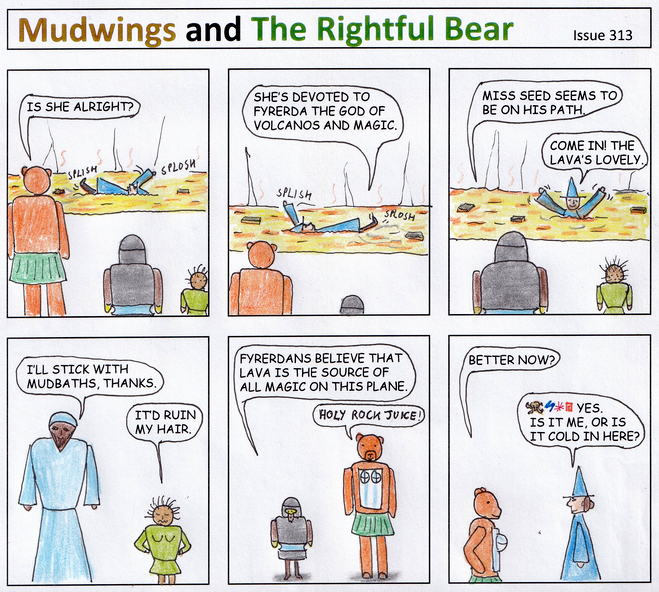 Mudwings and The Rightful Bear
Issue 313
IS SHE ALRIGHT?
SPLISH
SPLOSH
SHE'S DEVOTED TO
FYRERDA THE GOD OF
VOLCANOS AND MAGIC.
SPLISH
SPLOSH
MISS SEED SEEMS TO
BE ON HIS PATH.
COME IN! THE
LAVA'S LOVELY.
I'LL STICK WITH
MUDBATHS, THANKS.
IT'D RUIN
MY HAIR.
FYRERDANS BELIEVE THAT
LAVA IS THE SOURCE OF
ALL MAGIC ON THIS PLANE.
HOLY ROCK JUICE!
BETTER NOW?
YES.
IS IT ME, OR IS
IT COLD IN HERE?